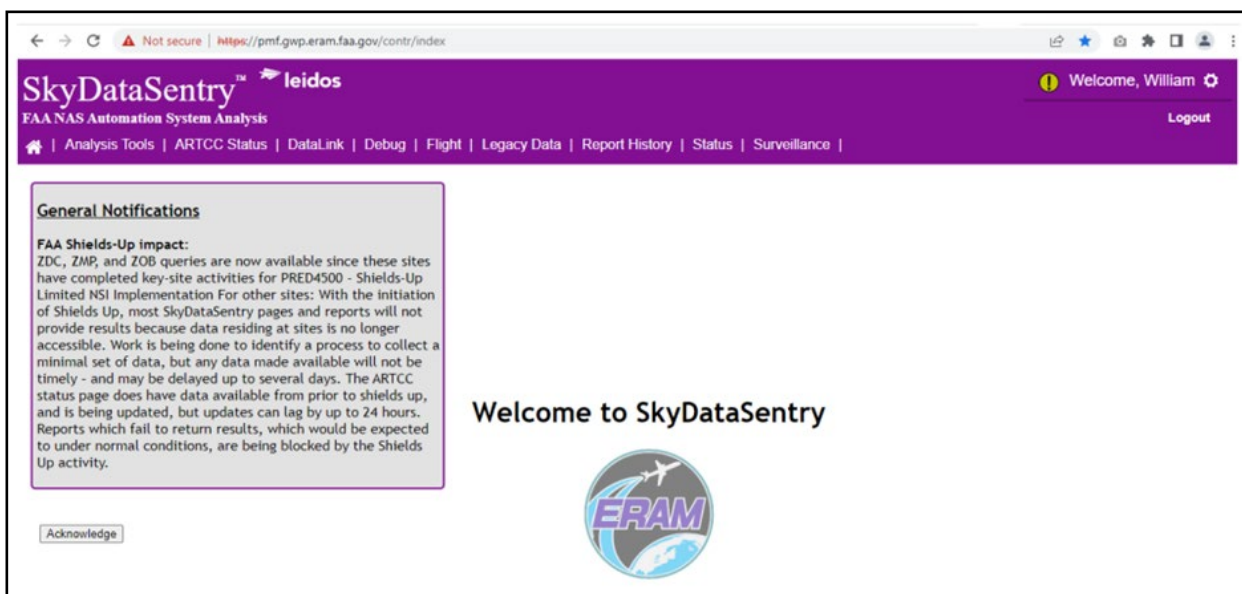 Not secure | https://pmf.gwp.eram.faa.gov/contr/index
SkyDataSentry™ leidos
Welcome, William
FAA NAS Automation System Analysis
Logout
| Analysis Tools | ARTCC Status | DataLink | Debug | Flight | Legacy Data | Report History | Status | Surveillance |
General Notifications
FAA Shields-Up impact:
ZDC, ZMP, and ZOB queries are now available since these sites
have completed key-site activities for PRED4500 - Shields-Up
Limited NSI Implementation For other sites: With the initiation
of Shields Up, most SkyDataSentry pages and reports will not
provide results because data residing at sites is no longer
accessible. Work is being done to identify a process to collect a
minimal set of data, but any data made available will not be
timely - and may be delayed up to several days. The ARTCC
status page does have data available from prior to shields up,
and is being updated, but updates can lag by up to 24 hours.
Reports which fail to return results, which would be expected
to under normal conditions, are being blocked by the Shields
Up activity.
Acknowledge
Welcome to SkyDataSentry
ERAM